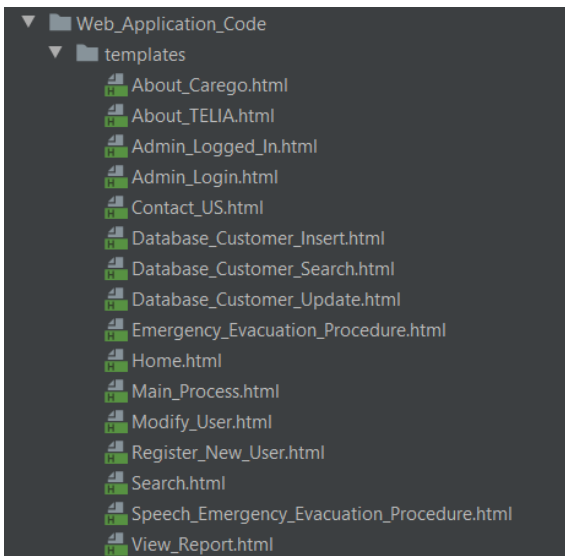 Web_Application_Code
templates
About_Carego.html
About_TELIA.html
Admin_Logged_In.html
Admin_Login.html
Contact_US.html
Database_Customer_Insert.html
Database_Customer_Search.html
Database_Customer_Update.html
Emergency_Evacuation_Procedure.html
Home.html
Main_Process.html
Modify_User.html
Register_New_User.html
Search.html
Speech_Emergency_Evacuation_Procedure.html
View_Report.html